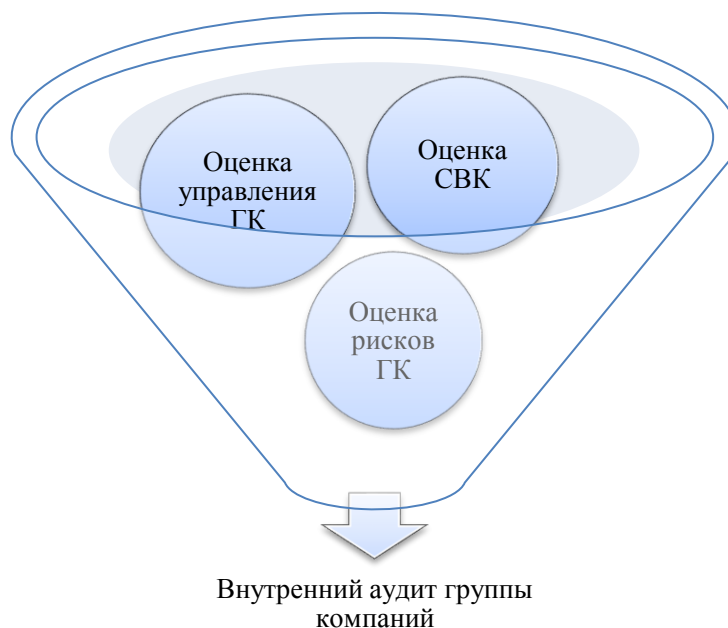 Оценка
управления
ГК
Оценка
СВК
Оценка
рисков
ГК
Внутренний аудит группы
компаний